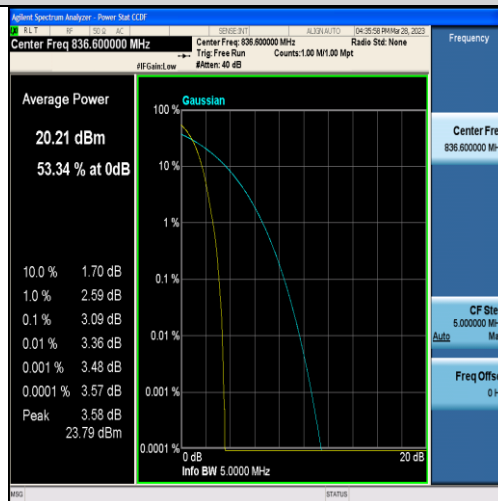 Agilent Spectrum Analyzer - Power Stat CCDF
RLT RF 50 Ω AC SENSE:INT ALIGN AUTO 04:35:58 PM Mar 28, 2023
Center Freq 836.600000 MHz
Center Freq: 836.600000 MHz Radio Std: None
Trig: Free Run Counts:1.00 M/1.00 Mpt
#IFGain:Low #Atten: 40 dB
Frequency
Average Power
20.21 dBm
53.34 % at 0dB
10.0 % 1.70 dB
1.0 % 2.59 dB
0.1 % 3.09 dB
0.01 % 3.36 dB
0.001 % 3.48 dB
0.0001 % 3.57 dB
Peak 3.58 dB
23.79 dBm
Gaussian
100 %
10 %
1 %
0.1 %
0.01 %
0.001 %
0.0001 %
0 dB 20 dB
Info BW 5.0000 MHz
Center Fre
836.600000 MH
CF Ste
5.000000 MH
Auto Ma
Freq Offs
0 H
MSG STATUS